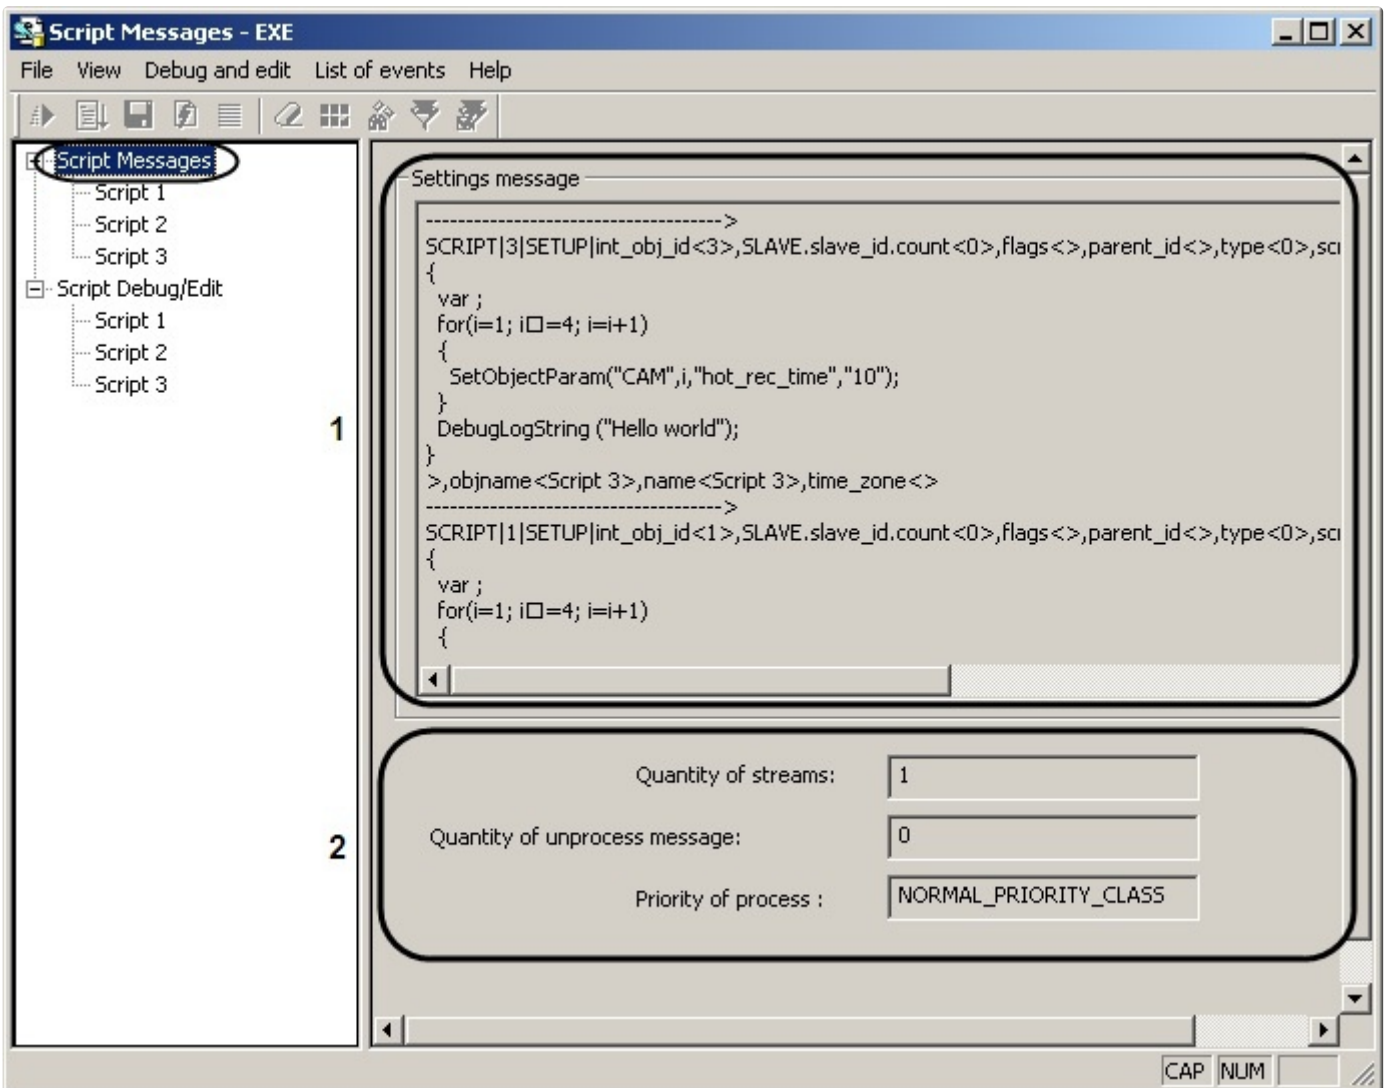 Script Messages - EXE
File View Debug and edit List of events Help
Script Messages
Script 1
Script 2
Script 3
Script Debug/Edit
Script 1
Script 2
Script 3
1
Settings message
------------------------------------->
SCRIPT|3|SETUP|int_obj_id<3>,SLAVE.slave_id.count<0>,flags<>,parent_id<>,type<0>,scr
{
var ;
for(i=1; i□=4; i=i+1)
{
SetObjectParam("CAM",i,"hot_rec_time","10");
}
DebugLogString ("Hello world");
}
>,objname<Script 3>,name<Script 3>,time_zone<>
------------------------------------->
SCRIPT|1|SETUP|int_obj_id<1>,SLAVE.slave_id.count<0>,flags<>,parent_id<>,type<0>,scr
{
var ;
for(i=1; i□=4; i=i+1)
{
2
Quantity of streams: 1
Quantity of unprocess message: 0
Priority of process : NORMAL_PRIORITY_CLASS
CAP NUM